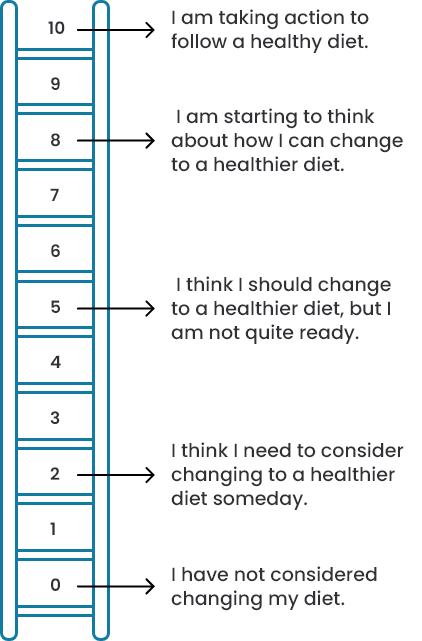 10 I am taking action to
follow a healthy diet.
9
I am starting to think
8 about how I can change
to a healthier diet.
7
6
I think I should change
5 to a healthier diet, but I
am not quite ready.
4
3
I think I need to consider
2 changing to a healthier
diet someday.
1
0 I have not considered
changing my diet.